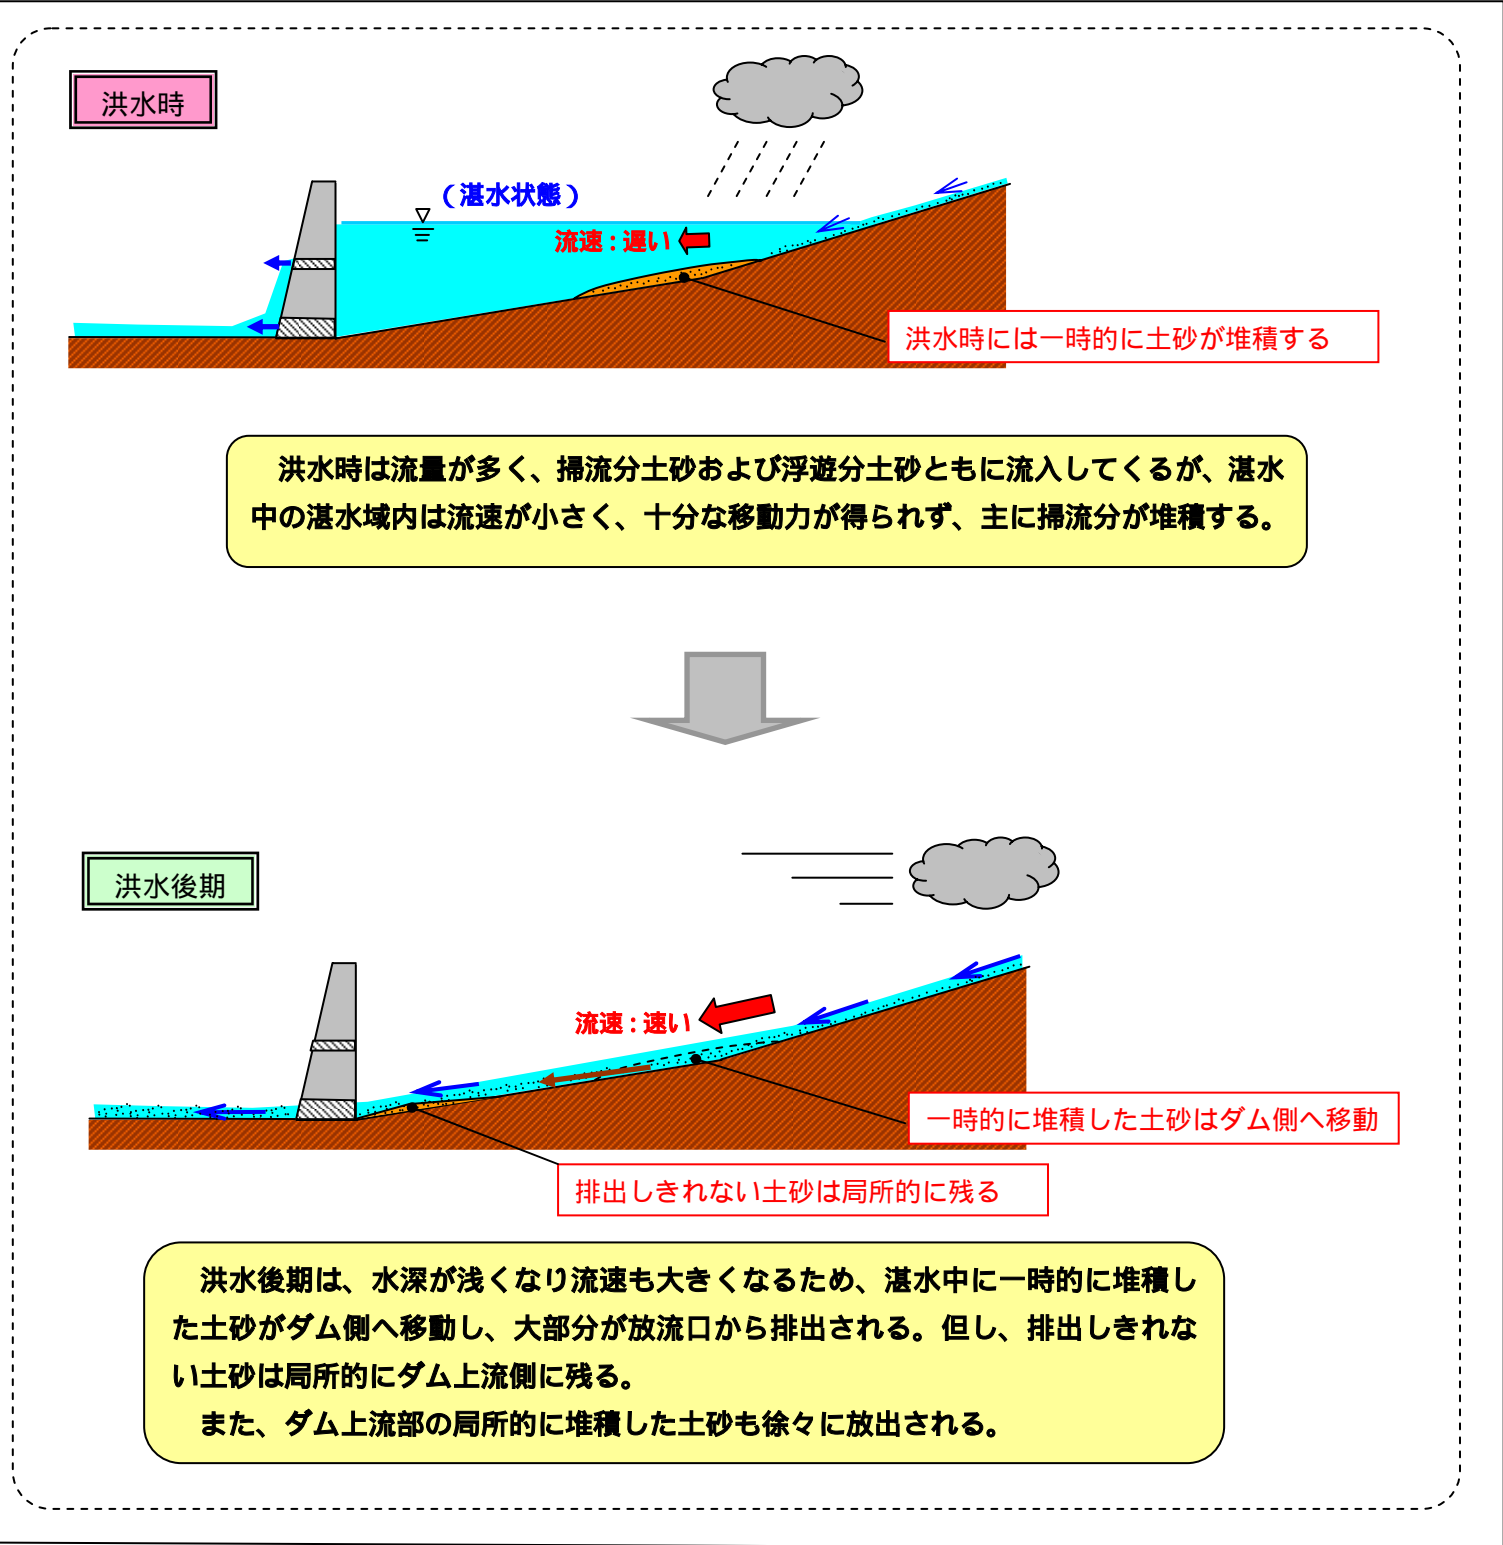 洪水時
(湛水状態)
流速:遅い
洪水時には一時的に土砂が堆積する
洪水時は流量が多く、掃流分土砂および浮遊分土砂ともに流入してくるが、湛水
中の湛水域内は流速が小さく、十分な移動力が得られず、主に掃流分が堆積する。
洪水後期
流速:速い
一時的に堆積した土砂はダム側へ移動
排出しきれない土砂は局所的に残る
洪水後期は、水深が浅くなり流速も大きくなるため、湛水中に一時的に堆積し
た土砂がダム側へ移動し、大部分が放流口から排出される。但し、排出しきれな
い土砂は局所的にダム上流側に残る。
また、ダム上流部の局所的に堆積した土砂も徐々に放出される。